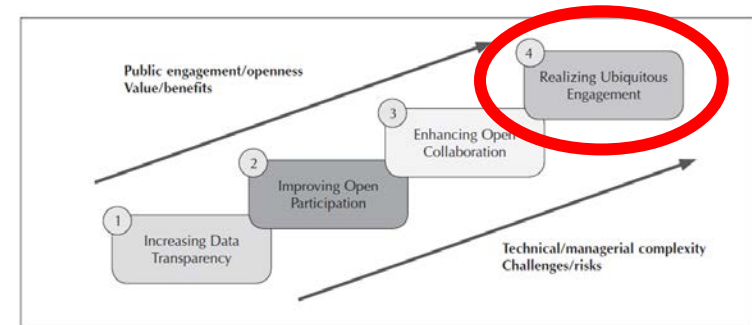 Public engagement/openness
Value/benefits
4
Realizing Ubiquitous
Engagement
3
Enhancing Open
Collaboration
2
Improving Open
Participation
1
Increasing Data
Transparency
Technical/managerial complexity
Challenges/risks